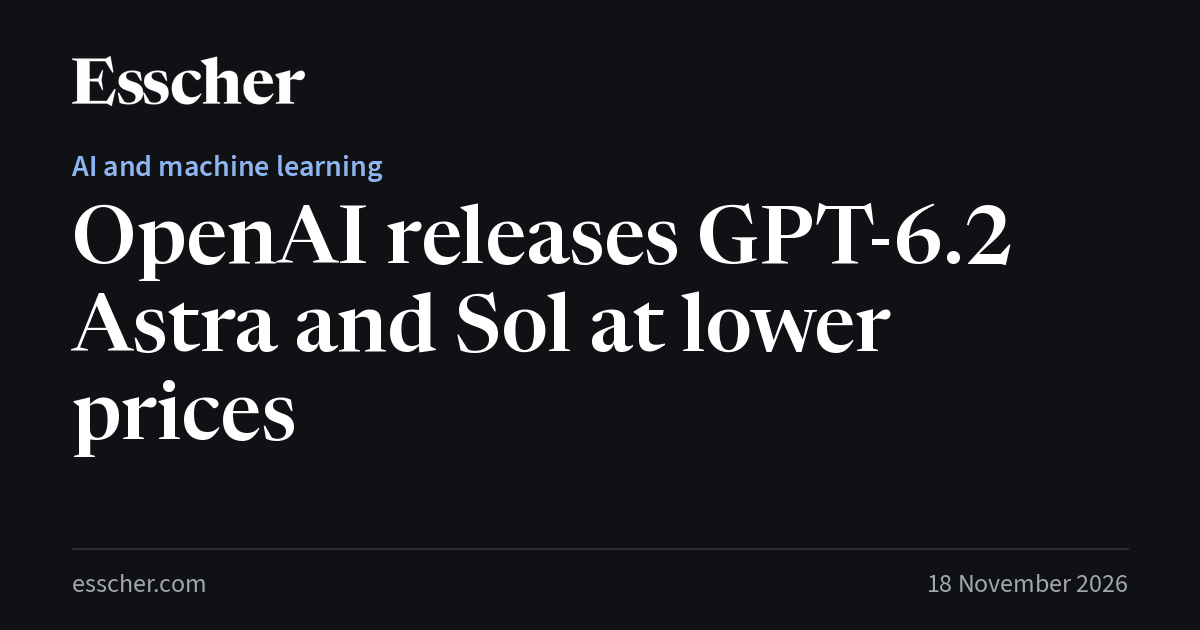 Esscher
AI and machine learning
OpenAI releases GPT-6.2
Astra and Sol at lower
prices
esscher.com
18 November 2026